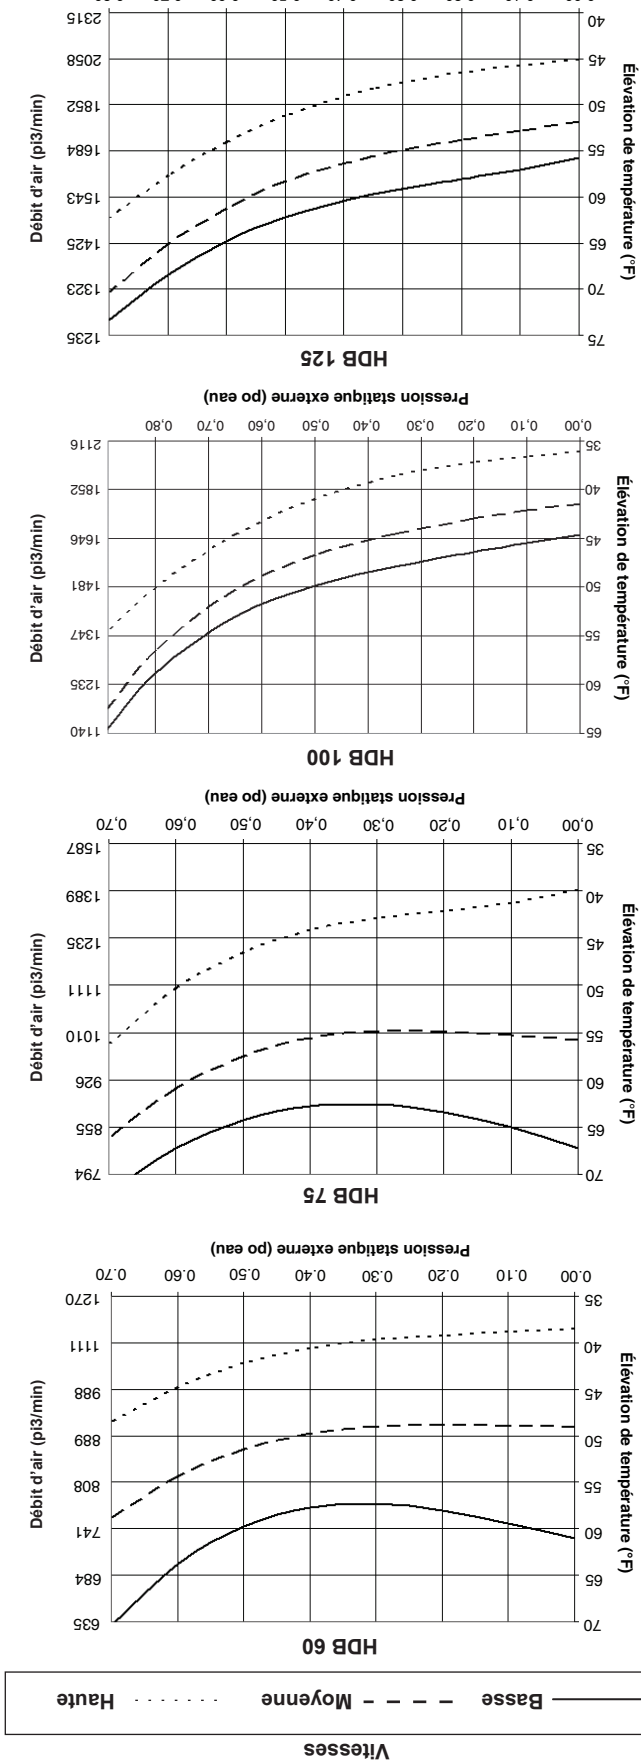 Vitesses
Basse Moyenne Haute
HDB 60
Élévation de température (°F)
70 635
65 684
60 741
55 808
50 889
45 988
40 1111
35 1270
Débit d'air (pi3/min)
0.00 0.10 0.20 0.30 0.40 0.50 0.60 0.70
Pression statique externe (po eau)
HDB 75
Élévation de température (°F)
70 794
65 855
60 926
55 1010
50 1111
45 1235
40 1389
35 1587
Débit d'air (pi3/min)
0,00 0,10 0,20 0,30 0,40 0,50 0,60 0,70
Pression statique externe (po eau)
HDB 100
Élévation de température (°F)
65 1140
60 1235
55 1347
50 1481
45 1646
40 1852
35 2116
Débit d'air (pi3/min)
0,00 0,10 0,20 0,30 0,40 0,50 0,60 0,70 0,80
Pression statique externe (po eau)
HDB 125
Élévation de température (°F)
75 1235
70 1323
65 1425
60 1543
55 1684
50 1852
45 2058
40 2315
Débit d'air (pi3/min)